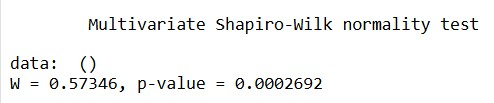 Multivariate Shapiro-Wilk normality test
data:  ()
W = 0.57346, p-value = 0.0002692